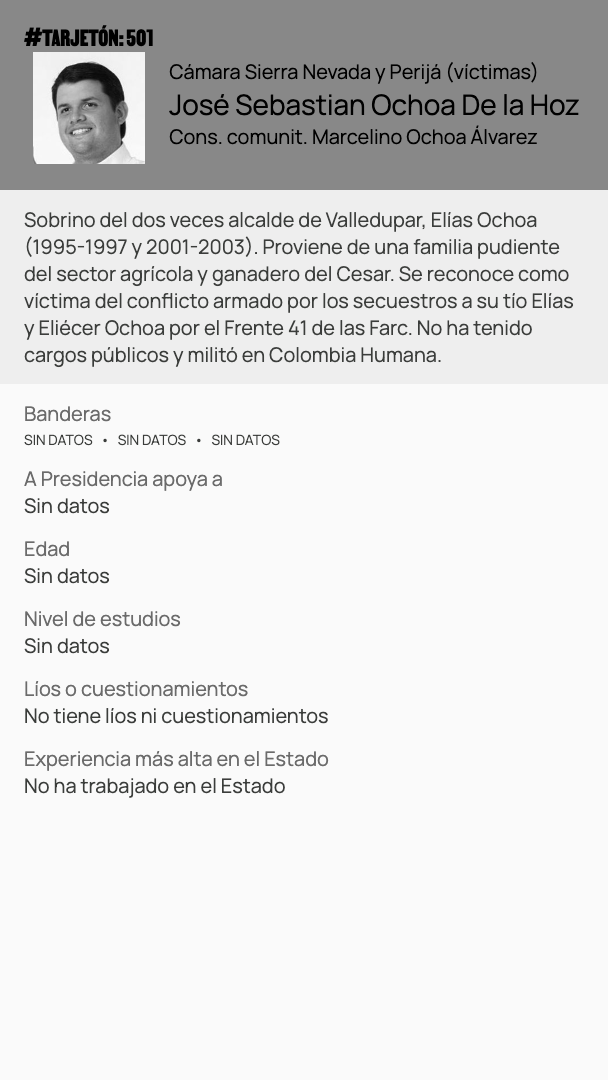 #TARJETÓN: 501
Cámara Sierra Nevada y Perijá (víctimas)
José Sebastian Ochoa De la Hoz
Cons. comunit. Marcelino Ochoa Álvarez
Sobrino del dos veces alcalde de Valledupar, Elías Ochoa
(1995-1997 y 2001-2003). Proviene de una familia pudiente
del sector agrícola y ganadero del Cesar. Se reconoce como
víctima del conflicto armado por los secuestros a su tío Elías
y Eliécer Ochoa por el Frente 41 de las Farc. No ha tenido
cargos públicos y militó en Colombia Humana.
Banderas
SIN DATOS • SIN DATOS • SIN DATOS
A Presidencia apoya a
Sin datos
Edad
Sin datos
Nivel de estudios
Sin datos
Líos o cuestionamientos
No tiene líos ni cuestionamientos
Experiencia más alta en el Estado
No ha trabajado en el Estado